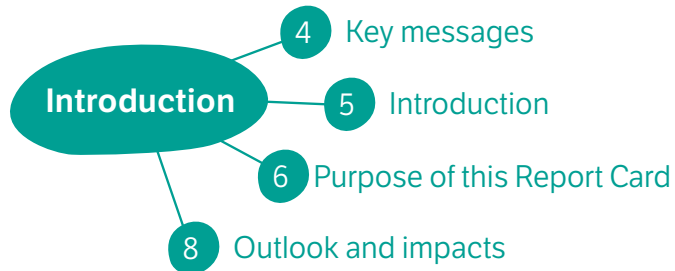 4 Key messages
Introduction
5 Introduction
6 Purpose of this Report Card
8 Outlook and impacts